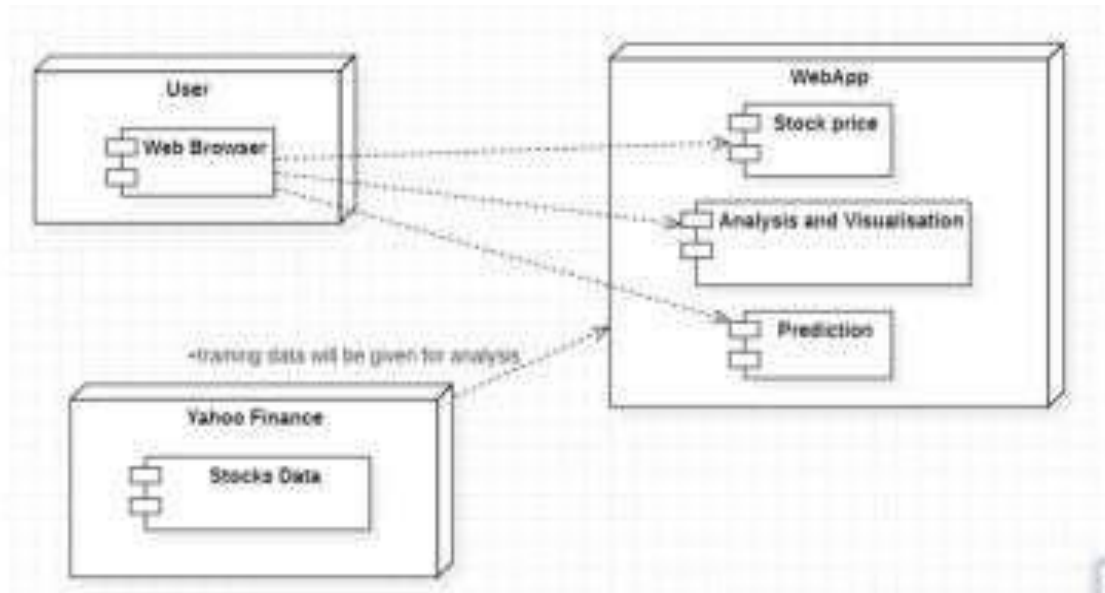 User
Web Browser
WebApp
Stock price
Analysis and Visualisation
Prediction
+training data will be given for analysis
Yahoo Finance
Stocks Data